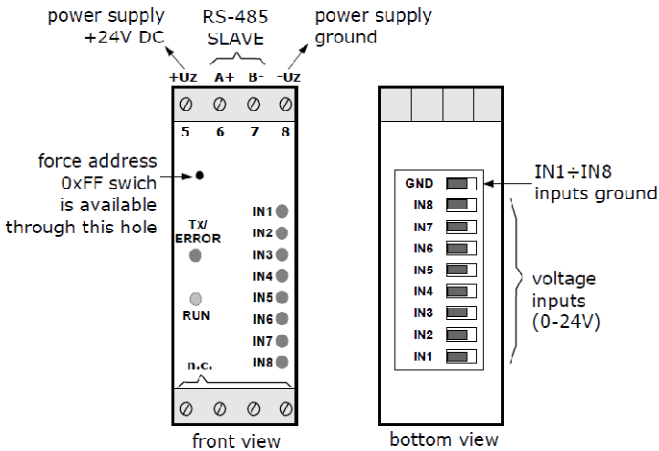 power supply
+24V DC
RS-485
SLAVE
power supply
ground
+Uz A+ B- -Uz
5 6 7 8
force address
0xFF swich
is available
through this hole
Tx/
ERROR
RUN
IN1
IN2
IN3
IN4
IN5
IN6
IN7
IN8
n.c.
front view
GND
IN8
IN7
IN6
IN5
IN4
IN3
IN2
IN1
IN1÷IN8
inputs ground
voltage
inputs
(0-24V)
bottom view